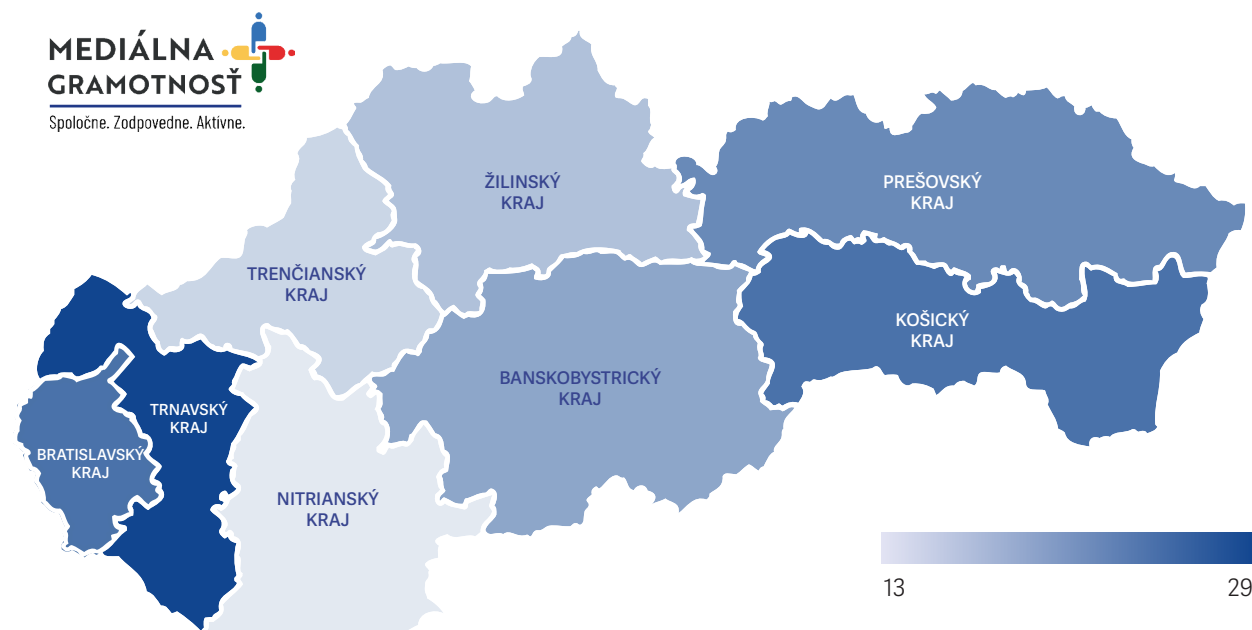 MEDIÁLNA
GRAMOTNOSŤ
Spoločne. Zodpovedne. Aktívne.
ŽILINSKÝ
KRAJ
PREŠOVSKÝ
KRAJ
TRENČIANSKÝ
KRAJ
KOŠICKÝ
KRAJ
BANSKOBYSTRICKÝ
KRAJ
TRNAVSKÝ
KRAJ
BRATISLAVSKÝ
KRAJ
NITRIANSKÝ
KRAJ
13
29